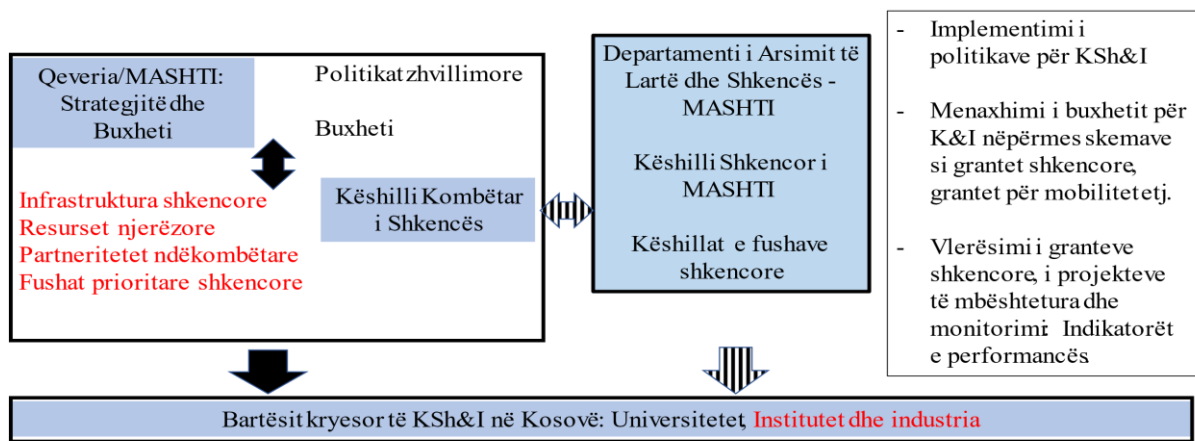 Qeveria/MASHTI:
Strategjitë dhe
Buxheti
Politikat zhvillimore
Buxheti
Infrastruktura shkencore
Resurset njerëzore
Partneritetet ndëkombëtare
Fushat prioritare shkencore
Këshilli Kombëtar
i Shkencës
Departamenti i Arsimit të
Lartë dhe Shkencës -
MASHTI
Këshilli Shkencor i
MASHTI
Këshillat e fushave
shkencore
- Implementimi i
politikave për KSh&I
- Menaxhimi i buxhetit për
K&I nëpërmes skemave
si grantet shkencore,
grantet për mobilitet etj.
- Vlerësimi i granteve
shkencore, i projekteve
të mbështetura dhe
monitorimi: Indikatorët
e performancës.
Bartësit kryesor të KSh&I në Kosovë: Universitetet, Institutet dhe industria